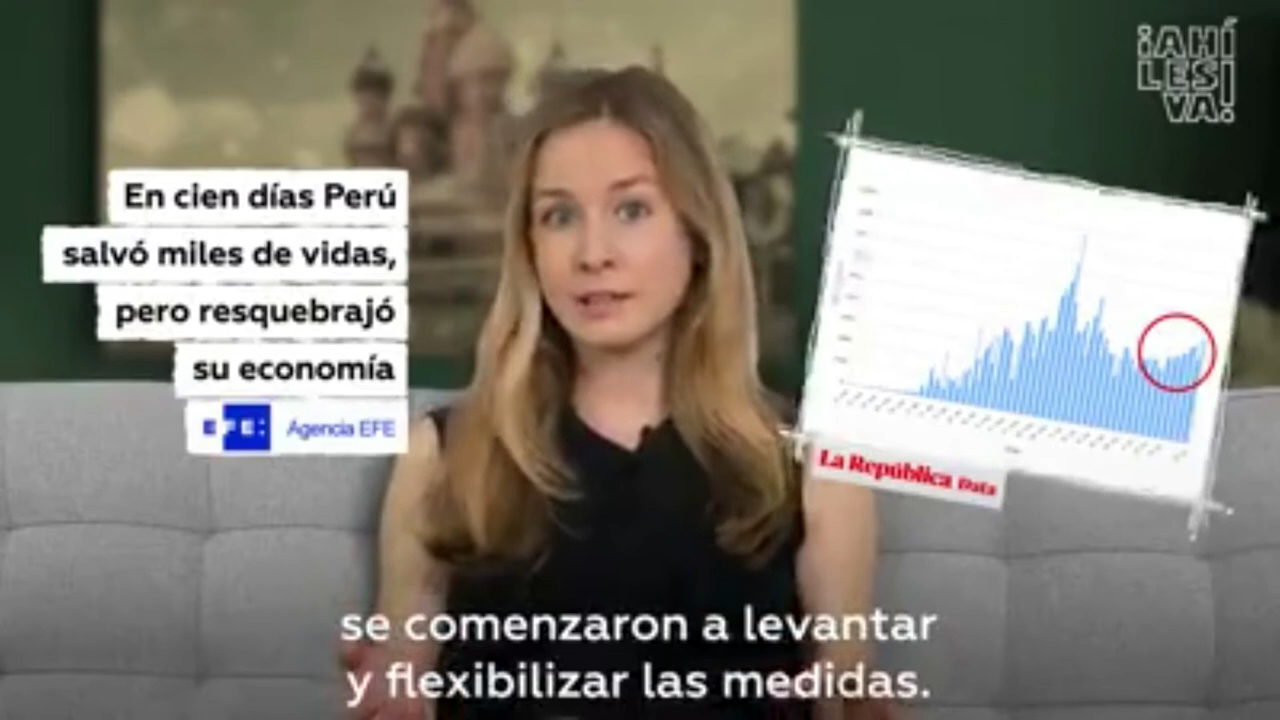 ¡AHÍ
LES
VA!
En cien días Perú
salvó miles de vidas,
pero resquebrajó
su economía
EFE: Agencia EFE
La República Data
se comenzaron a levantar
y flexibilizar las medidas.